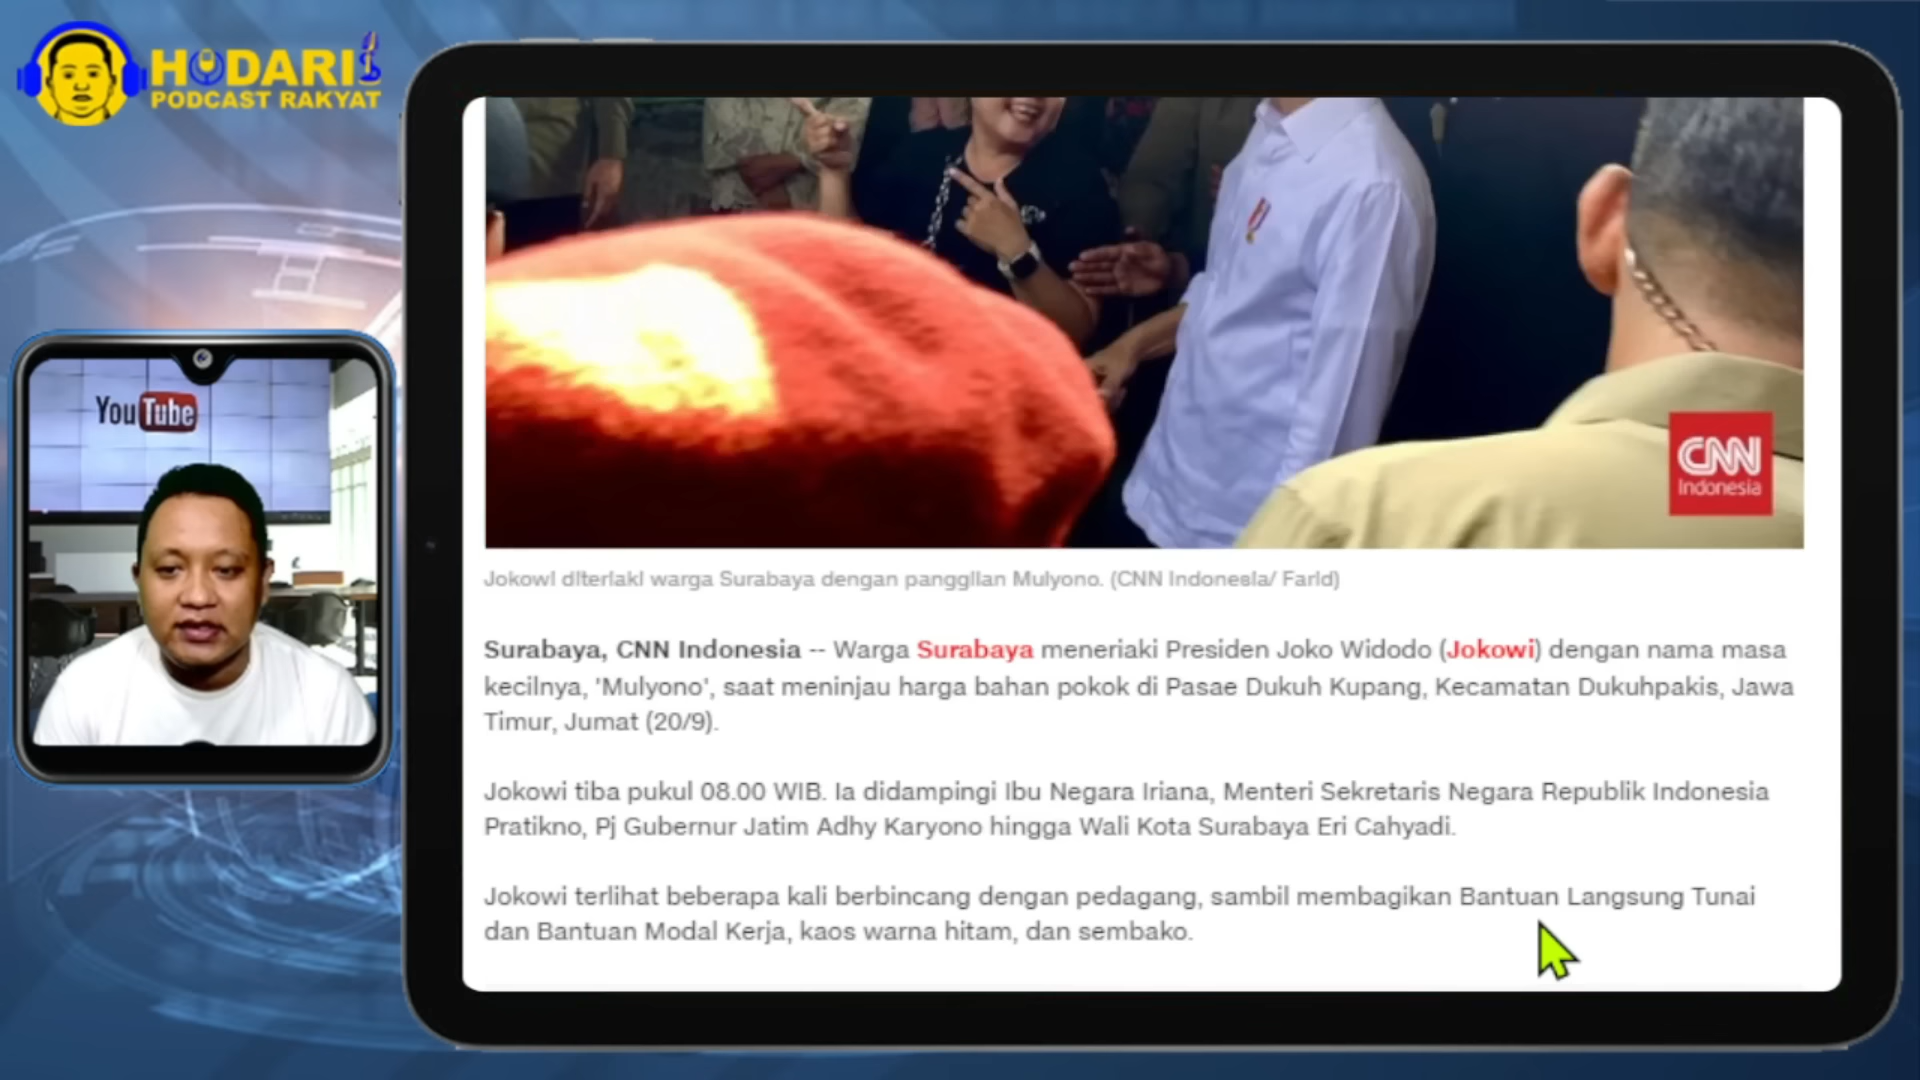 HODARI
PODCAST RAKYAT
YouTube
CNN
Indonesia
Jokowi diteriaki warga Surabaya dengan panggilan Mulyono. (CNN Indonesia/ Farid)
Surabaya, CNN Indonesia -- Warga Surabaya meneriaki Presiden Joko Widodo (Jokowi) dengan nama masa
kecilnya, 'Mulyono', saat meninjau harga bahan pokok di Pasae Dukuh Kupang, Kecamatan Dukuhpakis, Jawa
Timur, Jumat (20/9).
Jokowi tiba pukul 08.00 WIB. Ia didampingi Ibu Negara Iriana, Menteri Sekretaris Negara Republik Indonesia
Pratikno, Pj Gubernur Jatim Adhy Karyono hingga Wali Kota Surabaya Eri Cahyadi.
Jokowi terlihat beberapa kali berbincang dengan pedagang, sambil membagikan Bantuan Langsung Tunai
dan Bantuan Modal Kerja, kaos warna hitam, dan sembako.